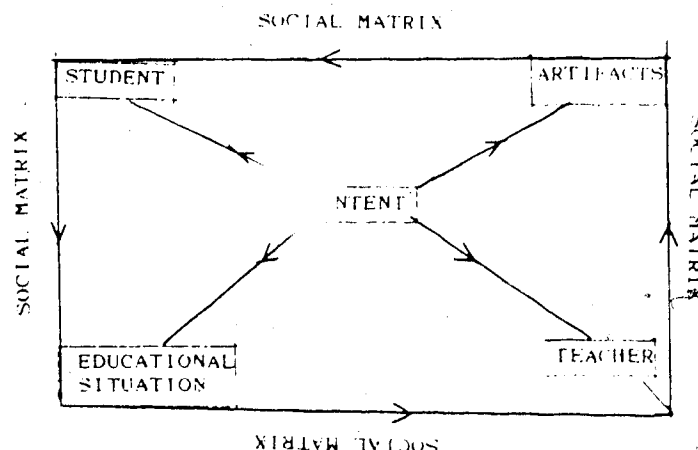 SOCIAL MATRIX
STUDENT
ARTIFACTS
SOCIAL MATRIX
SOCIAL MATRIX
NTENT
EDUCATIONAL
SITUATION
TEACHER
SOCIAL MATRIX